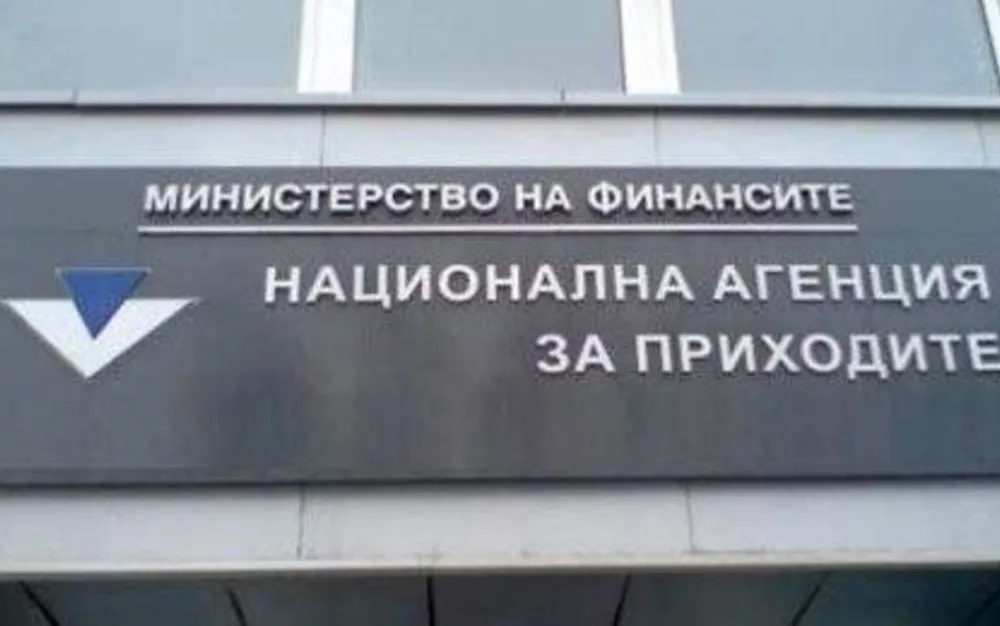 МИНИСТЕРСТВО НА ФИНАНСИТЕ
НАЦИОНАЛНА АГЕНЦИЯ
ЗА ПРИХОДИТЕ